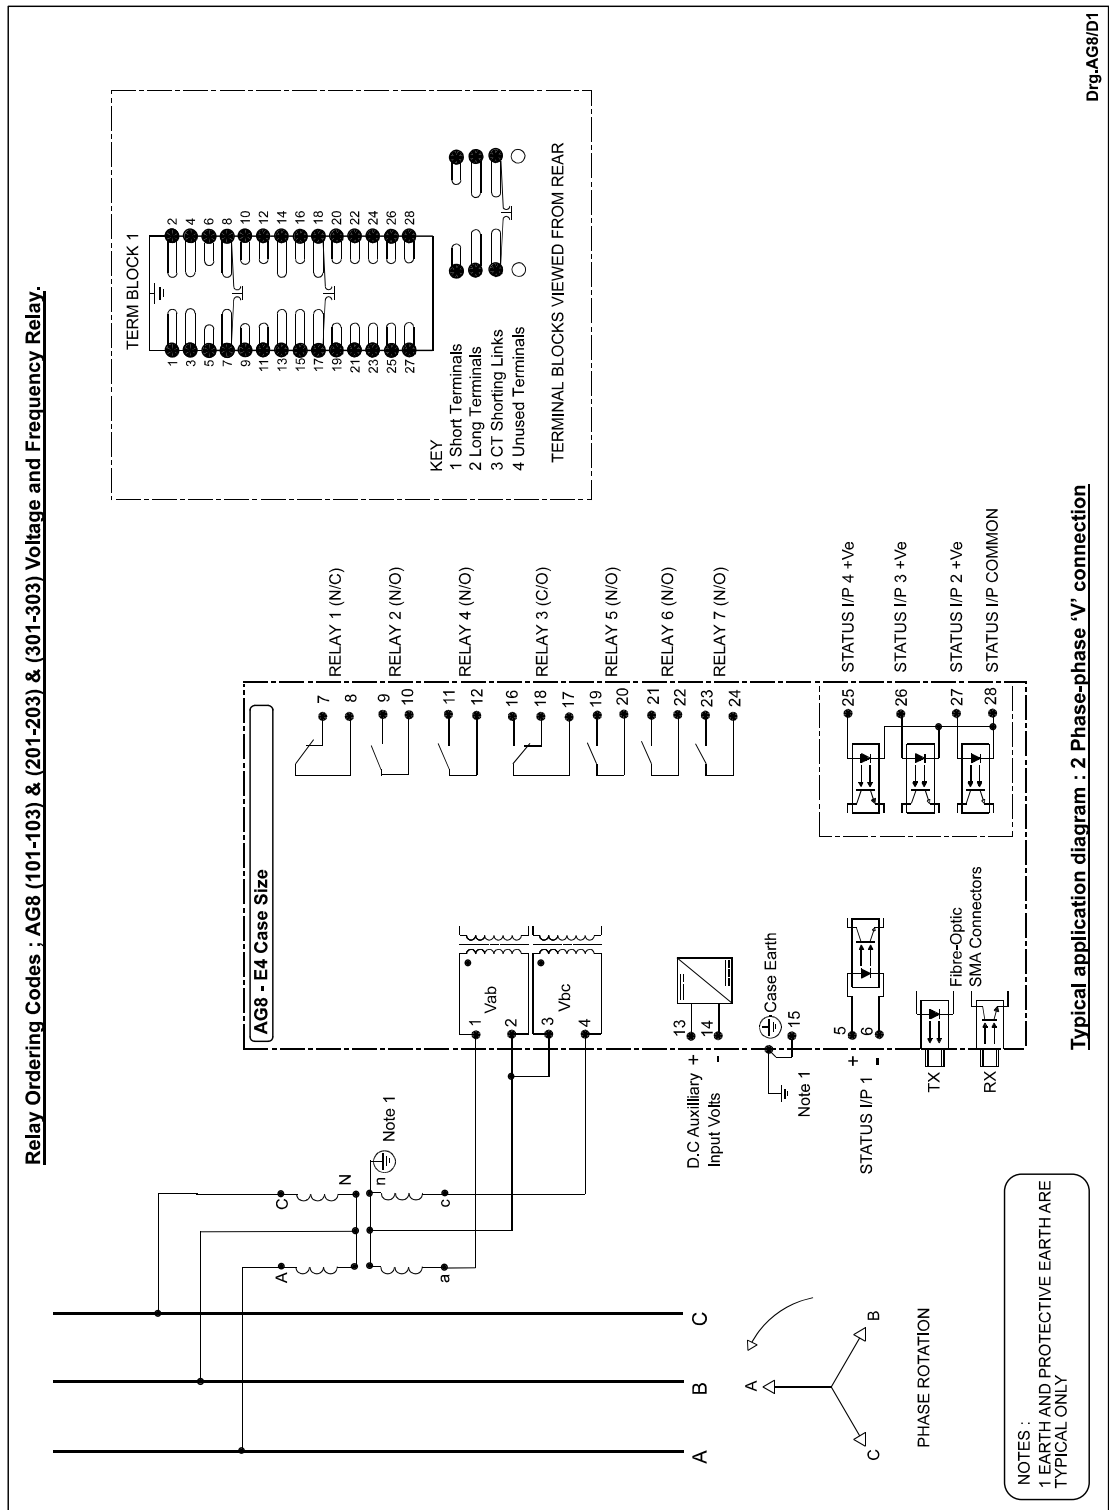 Relay Ordering Codes ; AG8 (101-103) & (201-203) & (301-303) Voltage and Frequency Relay.
A
B
C
A
C
N
n
a
c
Note 1
AG8 - E4 Case Size
1
Vab
2
3
Vbc
4
7
8
RELAY 1 (N/C)
9
10
RELAY 2 (N/O)
11
12
RELAY 4 (N/O)
16
18
17
RELAY 3 (C/O)
19
20
RELAY 5 (N/O)
21
22
RELAY 6 (N/O)
23
24
RELAY 7 (N/O)
D.C Auxilliary +
Input Volts -
13
14
Case Earth
15
Note 1
STATUS I/P 1
+
-
5
6
TX
RX
Fibre-Optic
SMA Connectors
25
STATUS I/P 4 +Ve
26
STATUS I/P 3 +Ve
27
STATUS I/P 2 +Ve
28
STATUS I/P COMMON
TERM BLOCK 1
1 2
3 4
5 6
7 8
9 10
11 12
13 14
15 16
17 18
19 20
21 22
23 24
25 26
27 28
KEY
1 Short Terminals
2 Long Terminals
3 CT Shorting Links
4 Unused Terminals
TERMINAL BLOCKS VIEWED FROM REAR
A
B
C
PHASE ROTATION
NOTES :
1 EARTH AND PROTECTIVE EARTH ARE
TYPICAL ONLY
Typical application diagram : 2 Phase-phase ‘V’ connection
Drg.AG8/D1